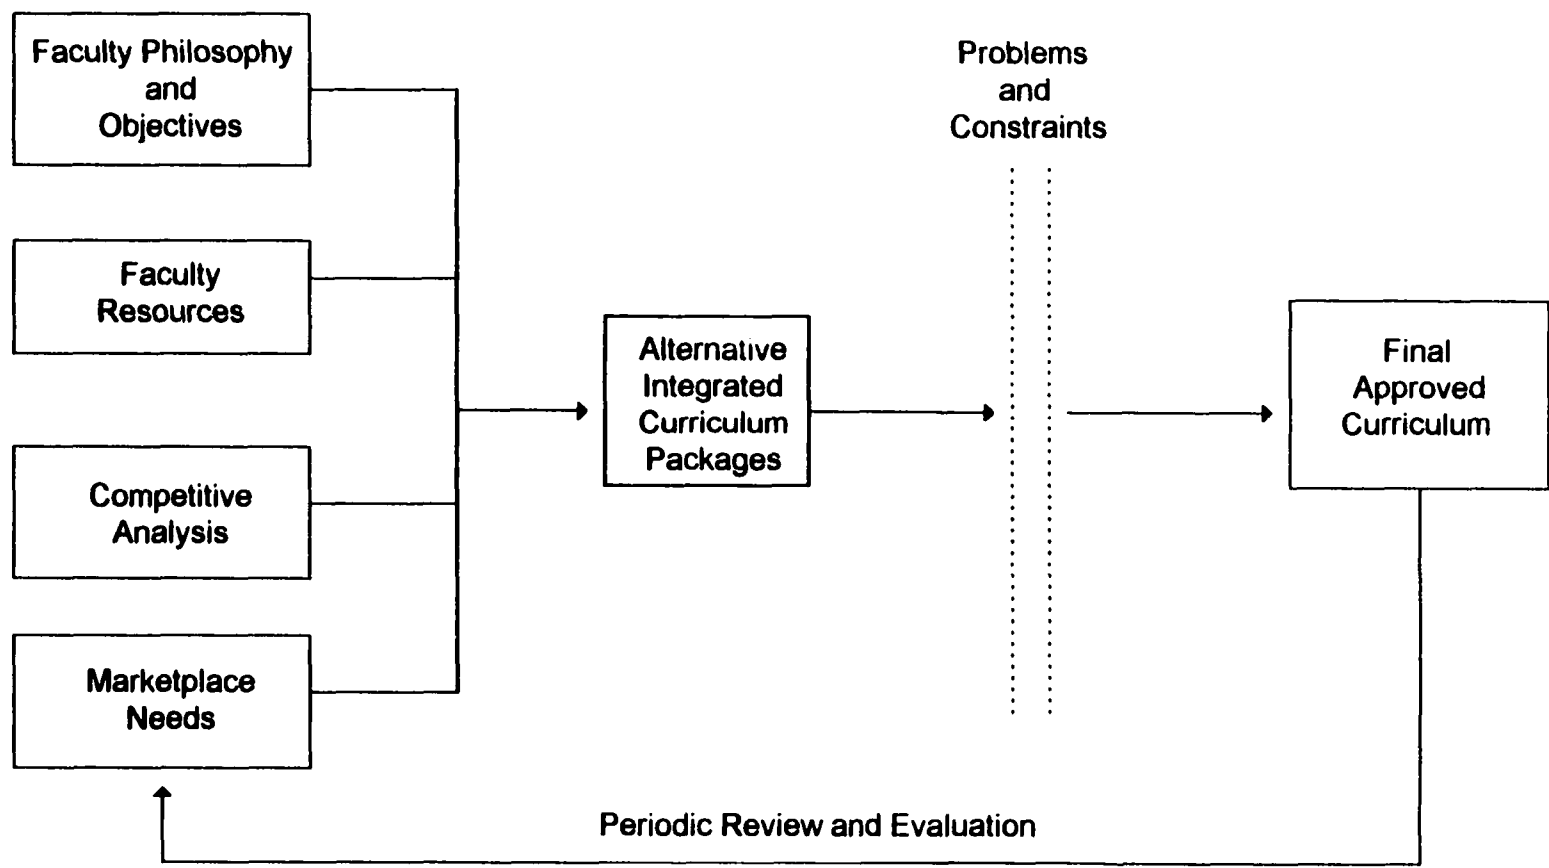 Faculty Philosophy
and
Objectives
Faculty
Resources
Competitive
Analysis
Marketplace
Needs
Alternative
Integrated
Curriculum
Packages
Problems
and
Constraints
Final
Approved
Curriculum
Periodic Review and Evaluation